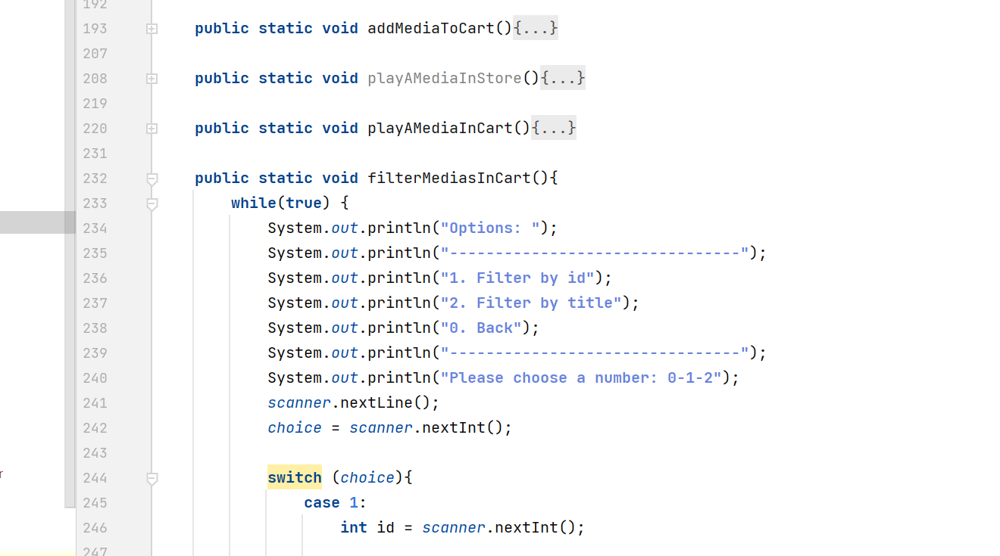 192
193 public static void addMediaToCart(){...}
207
208 public static void playAMediaInStore(){...}
219
220 public static void playAMediaInCart(){...}
231
232 public static void filterMediasInCart(){
233 while(true) {
234 System.out.println("Options: ");
235 System.out.println("--------------------------------");
236 System.out.println("1. Filter by id");
237 System.out.println("2. Filter by title");
238 System.out.println("0. Back");
239 System.out.println("--------------------------------");
240 System.out.println("Please choose a number: 0-1-2");
241 scanner.nextLine();
242 choice = scanner.nextInt();
243
r
244 switch (choice){
245 case 1:
246 int id = scanner.nextInt();
247